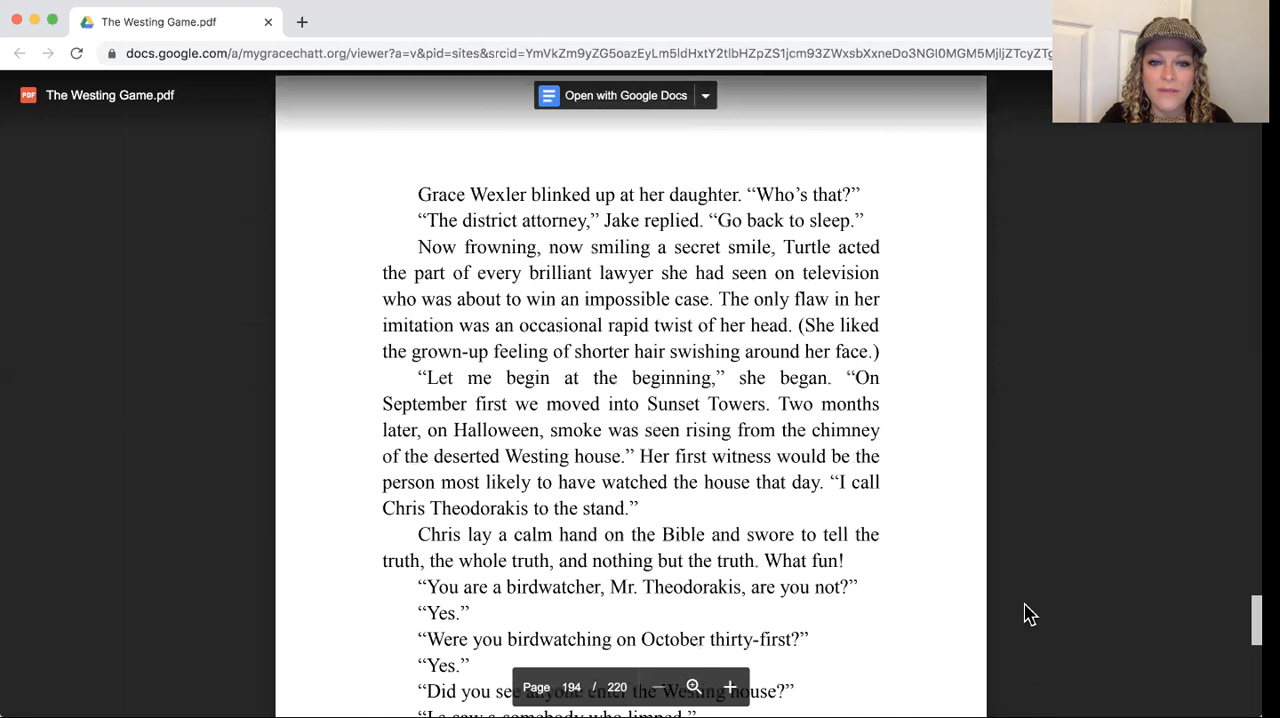 The Westing Game.pdf
docs.google.com/a/mygracechatt.org/viewer?a=v&pid=sites&srcid=
PDF The Westing Game.pdf
Open with Google Docs
Grace Wexler blinked up at her daughter. “Who’s that?”
“The district attorney,” Jake replied. “Go back to sleep.”
Now frowning, now smiling a secret smile, Turtle acted
the part of every brilliant lawyer she had seen on television
who was about to win an impossible case. The only flaw in her
imitation was an occasional rapid twist of her head. (She liked
the grown-up feeling of shorter hair swishing around her face.)
“Let me begin at the beginning,” she began. “On
September first we moved into Sunset Towers. Two months
later, on Halloween, smoke was seen rising from the chimney
of the deserted Westing house.” Her first witness would be the
person most likely to have watched the house that day. “I call
Chris Theodorakis to the stand.”
Chris lay a calm hand on the Bible and swore to tell the
truth, the whole truth, and nothing but the truth. What fun!
“You are a birdwatcher, Mr. Theodorakis, are you not?”
“Yes.”
“Were you birdwatching on October thirty-first?”
“Yes.”
“Did you see anyone enter the Westing house?”
“I s-saw somebody who limped.”
Page 194 / 220